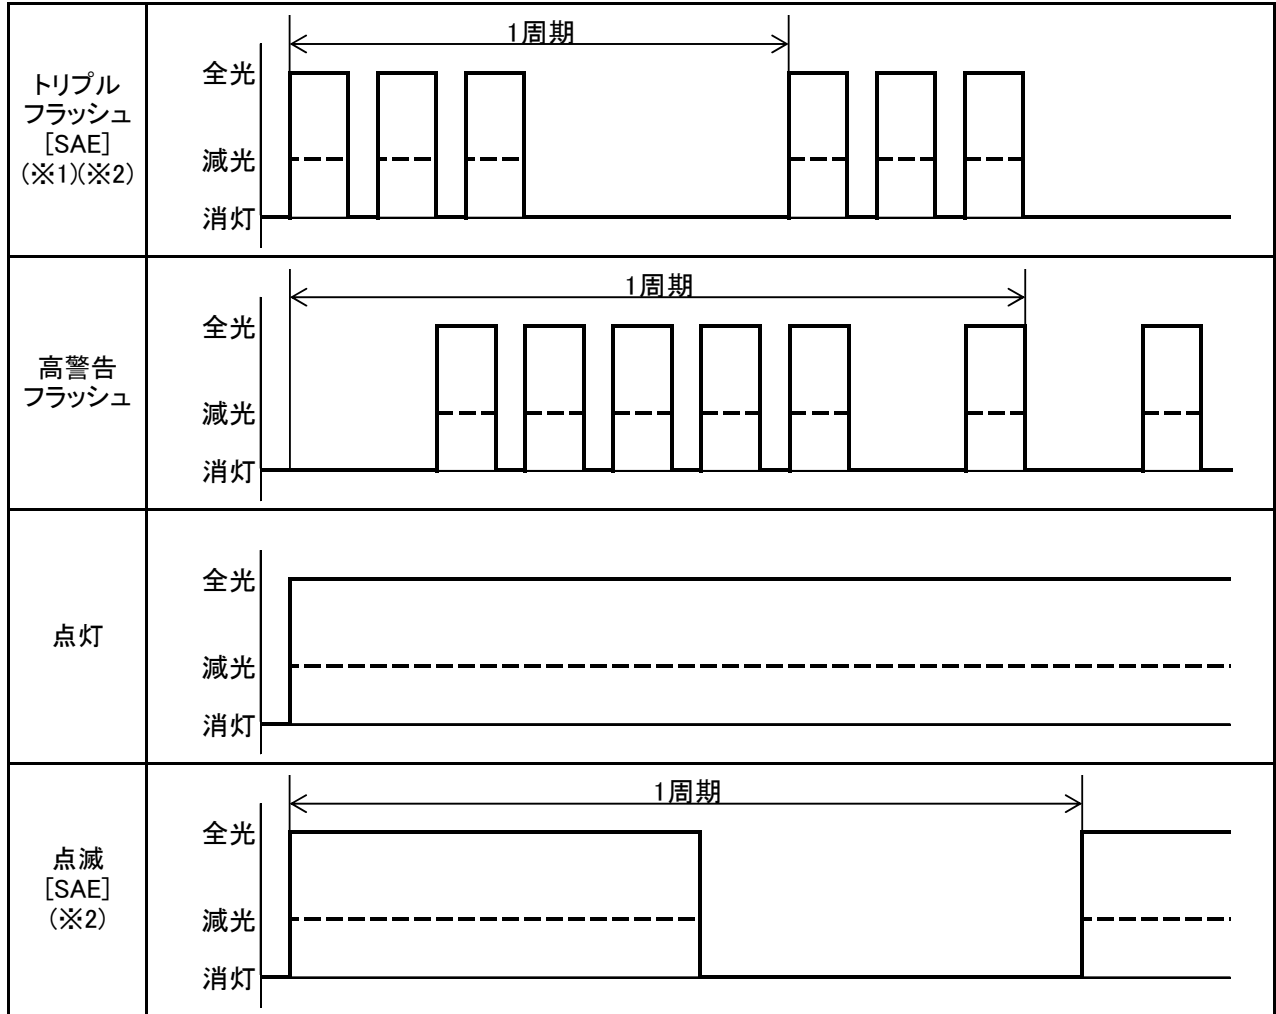 トリプル
フラッシュ
[SAE]
(※1)(※2)
1周期
全光
減光
消灯
高警告
フラッシュ
1周期
全光
減光
消灯
点灯
全光
減光
消灯
点滅
[SAE]
(※2)
1周期
全光
減光
消灯